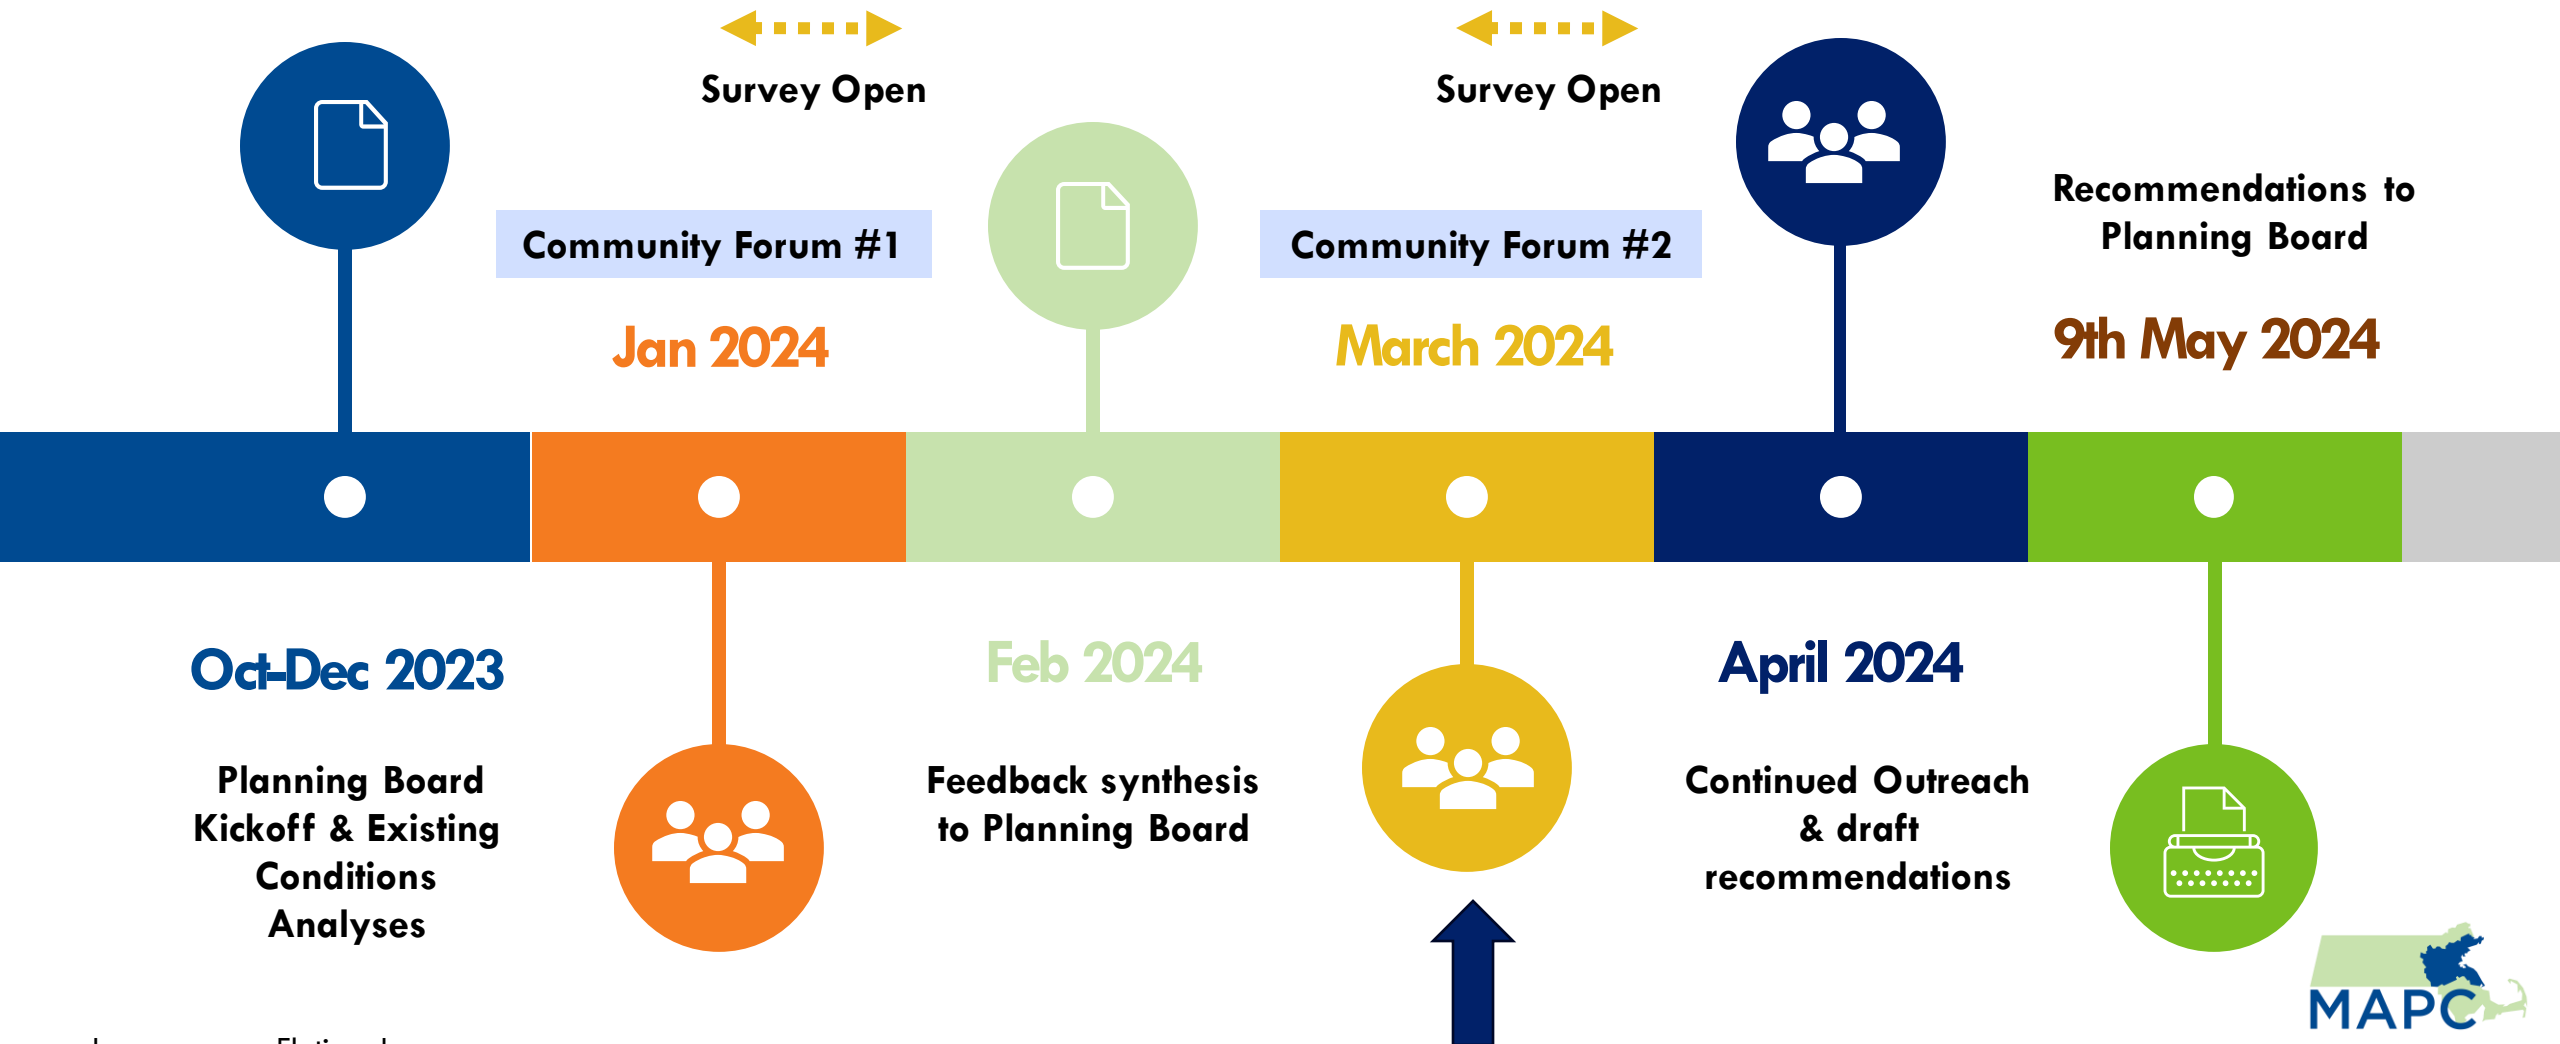 Survey Open
Survey Open
Community Forum #1
Community Forum #2
Recommendations to
Planning Board
Jan 2024
March 2024
9th May 2024
Oct-Dec 2023
Feb 2024
April 2024
Planning Board
Kickoff & Existing
Conditions
Analyses
Feedback synthesis
to Planning Board
Continued Outreach
& draft
recommendations
MAPC